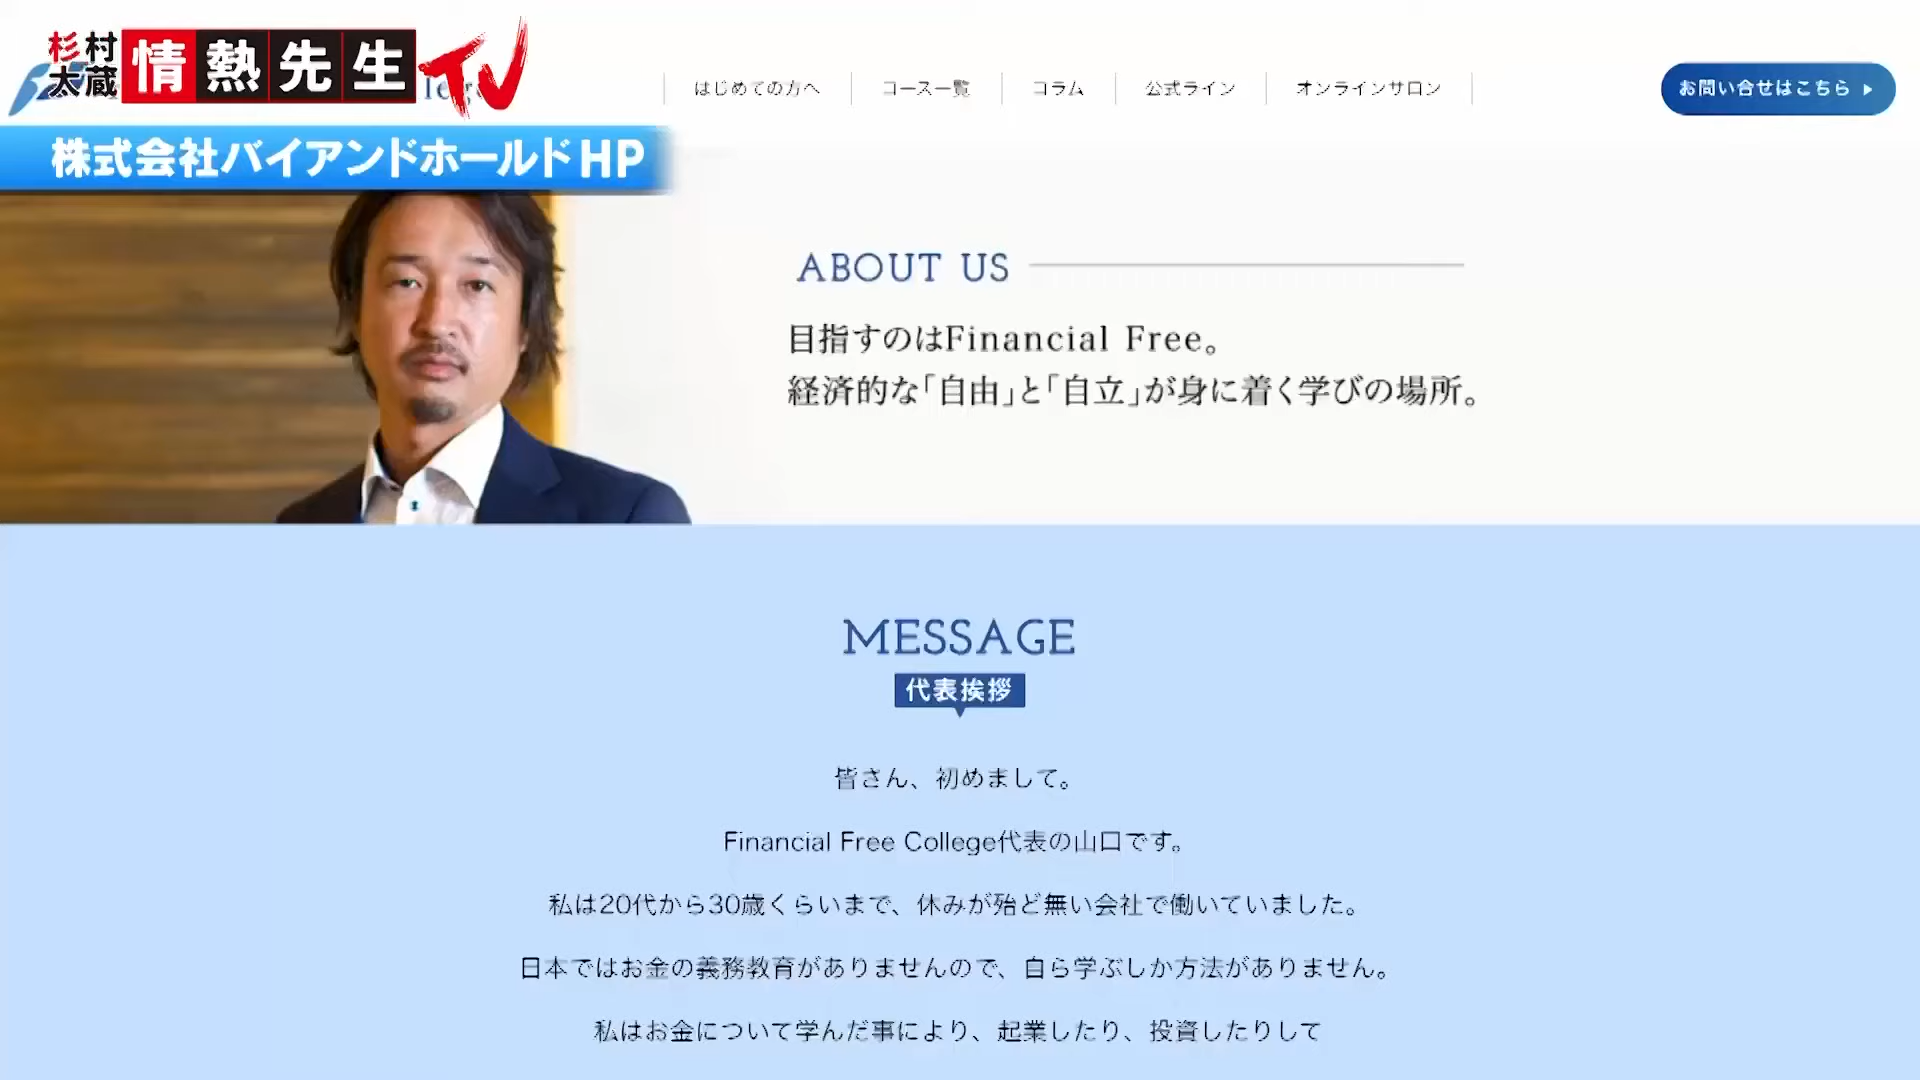 杉村太蔵 情熱先生TV
はじめての方へ
コース一覧
コラム
公式ライン
オンラインサロン
お問い合せはこちら
株式会社バイアンドホールドHP
ABOUT US
目指すのはFinancial Free。
経済的な「自由」と「自立」が身に着く学びの場所。
MESSAGE
代表挨拶
皆さん、初めまして。
Financial Free College代表の山口です。
私は20代から30歳くらいまで、休みが殆ど無い会社で働いていました。
日本ではお金の義務教育がありませんので、自ら学ぶしか方法がありません。
私はお金について学んだ事により、起業したり、投資したりして